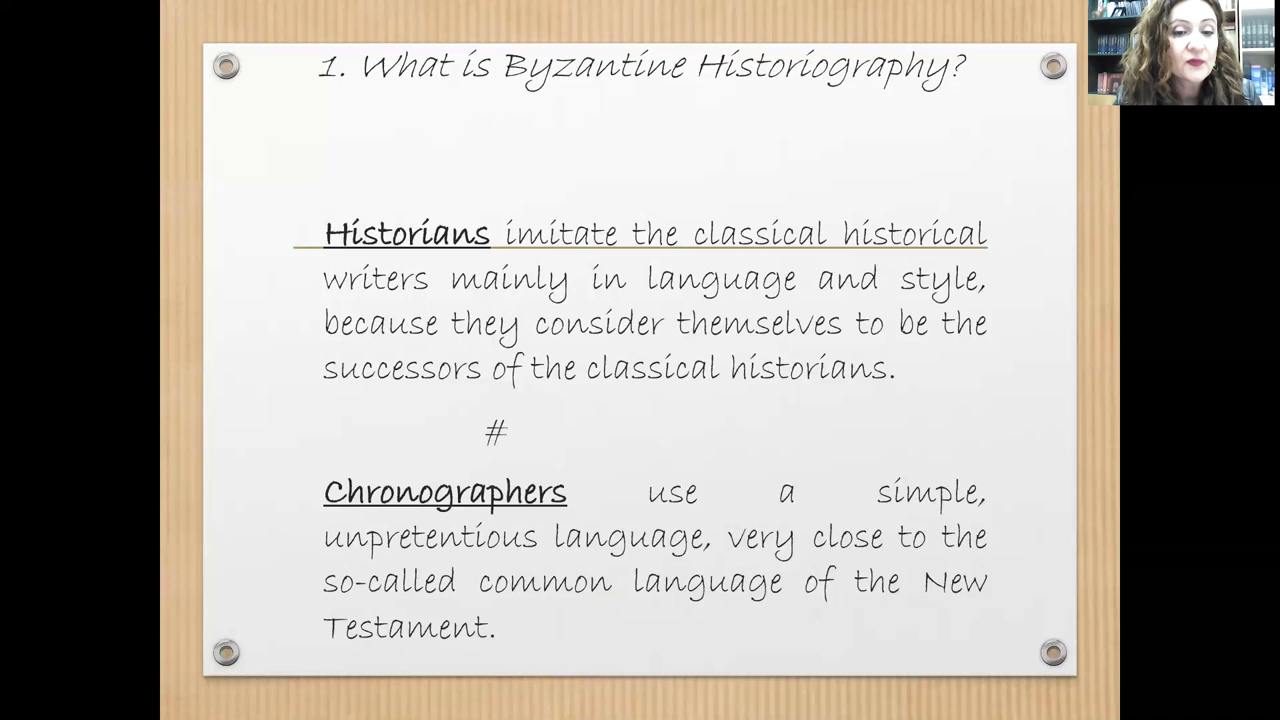 1. What is Byzantine Historiography?
Historians imitate the classical historical
writers mainly in language and style,
because they consider themselves to be the
successors of the classical historians.
#
Chronographers use a simple,
unpretentious language, very close to the
so-called common language of the New
Testament.